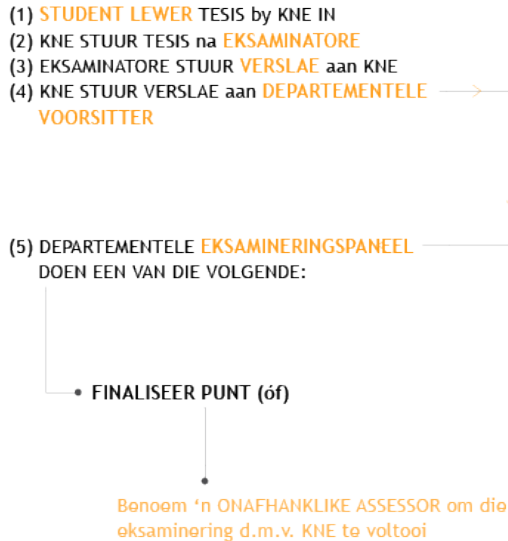 (1) STUDENT LEWER TESIS by KNE IN
(2) KNE STUUR TESIS na EKSAMINATORE
(3) EKSAMINATORE STUUR VERSLAE aan KNE
(4) KNE STUUR VERSLAE aan DEPARTEMENTELE
VOORSITTER
(5) DEPARTEMENTELE EKSAMINERINGSPANEEL
DOEN EEN VAN DIE VOLGENDE:
FINALISEER PUNT (óf)
Benoem ‘n ONAFHANKLIKE ASSESSOR om die
eksaminering d.m.v. KNE te voltooi